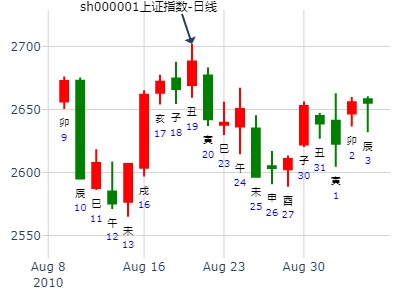 sh000001上证指数-日线
2700
2650
2600
2550
卯
9
辰
10
巳
11
午
12
未
13
戌
16
亥
17
子
18
丑
19
寅
20
巳
23
午
24
未
25
申
26
酉
27
子
30
丑
31
寅
1
卯
2
辰
3
Aug 8
2010
Aug 16
Aug 23
Aug 30